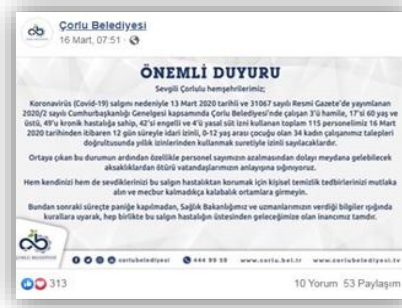 Çorlu Belediyesi
16 Mart, 07:51 ·
ÖNEMLİ DUYURU
Sevgili Çorlulu hemşehrilerimiz;
Koronavirüs (Covid-19) salgını nedeniyle 13 Mart 2020 tarihli ve 31067 sayılı Resmi Gazete'de yayımlanan
2020/2 sayılı Cumhurbaşkanlığı Genelgesi kapsamında Çorlu Belediyesi'nde çalışan 3'ü hamile, 17'si 60 yaş ve
üstü, 49'u kronik hastalığa sahip, 42'si engelli ve 4'ü yasal süt izni kullanan toplam 115 personelimiz 16 Mart
2020 tarihinden itibaren 12 gün süreyle idari izinli, 0-12 yaş arası çocuğu olan 34 kadın çalışanımız talepleri
doğrultusunda yıllık izinlerinden kullanmak suretiyle izinli sayılacaklardır.
Ortaya çıkan bu durumun ardından özellikle personel sayımızın azalmasından dolayı meydana gelebilecek
aksaklıklardan ötürü vatandaşlarımızın anlayışına sığınıyoruz.
Hem kendinizi hem de sevdiklerinizi bu salgın hastalıktan korumak için kişisel temizlik tedbirlerinizi mutlaka
alın ve mecbur kalmadıkça kalabalık ortamlara girmeyin.
Bundan sonraki süreçte paniğe kapılmadan, Sağlık Bakanlığımız ve uzmanlarımızın verdiği bilgiler ışığında
kurallara uyarak, hep birlikte bu salgın hastalığın üstesinden geleceğimize olan inancımız tamdır.
ÇORLU BELEDİYESİ
corlubelediyesi 444 99 59 www.corlu.bel.tr www.corlubelediyesi.tv
313 10 Yorum 53 Paylaşım